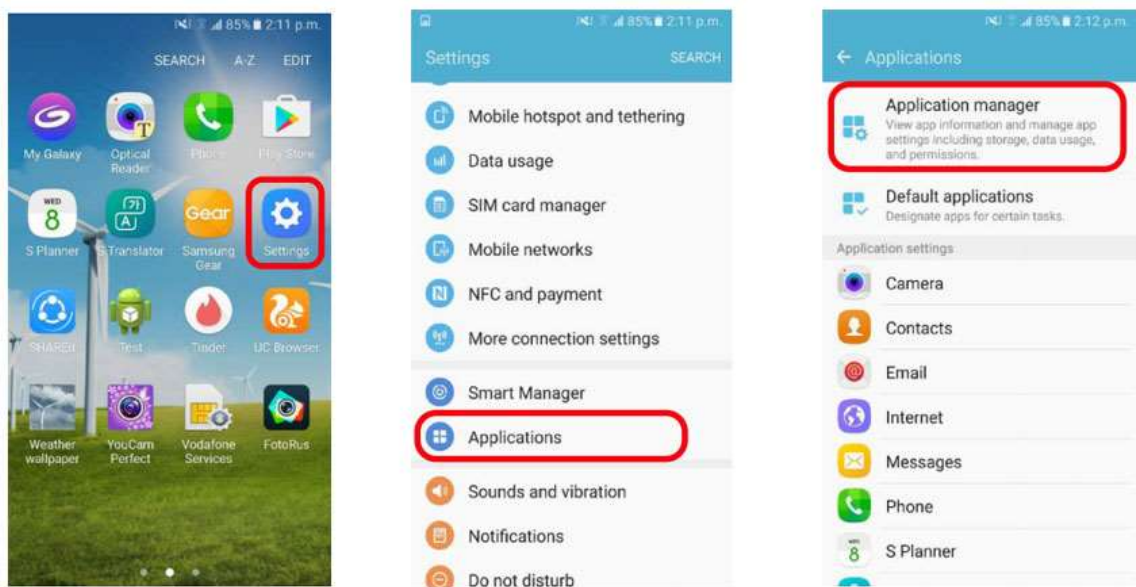 85% 2:11 p.m.
SEARCH A-Z EDIT
My Galaxy
Optical
Reader
Phone
Play Store
WED
8
S Planner
S Translator
Gear
Samsung
Gear
Settings
SHAREit
Test
Tinder
UC Browser
Weather
wallpaper
YouCam
Perfect
Vodafone
Services
FotoRus
85% 2:11 p.m.
Settings SEARCH
Mobile hotspot and tethering
Data usage
SIM card manager
Mobile networks
NFC and payment
More connection settings
Smart Manager
Applications
Sounds and vibration
Notifications
Do not disturb
85% 2:12 p.m.
Applications
Application manager
View app information and manage app
settings including storage, data usage,
and permissions.
Default applications
Designate apps for certain tasks.
Application settings
Camera
Contacts
Email
Internet
Messages
Phone
WED
8
S Planner